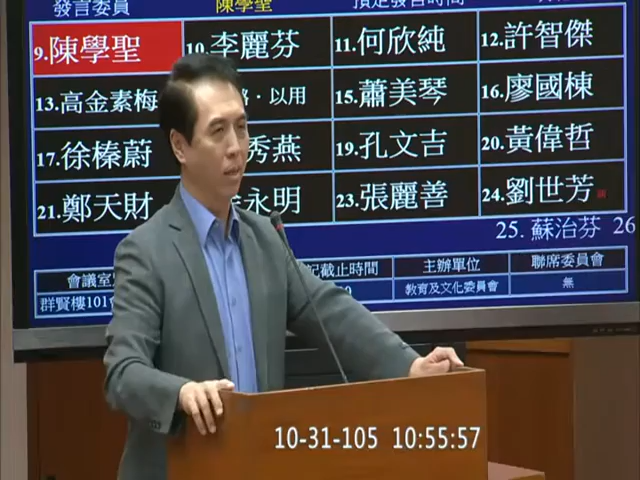 發言委員 陳學聖 預定發言時間
9.陳學聖 10.李麗芬 11.何欣純 12.許智傑
13.高金素梅 路·以用 15.蕭美琴 16.廖國棟
17.徐榛蔚 秀燕 19.孔文吉 20.黃偉哲
21.鄭天財 永明 23.張麗善 24.劉世芳
25. 蘇治芬 26
會議室 記截止時間 主辦單位 聯席委員會
群賢樓101 教育及文化委員會 無
10-31-105 10:55:57